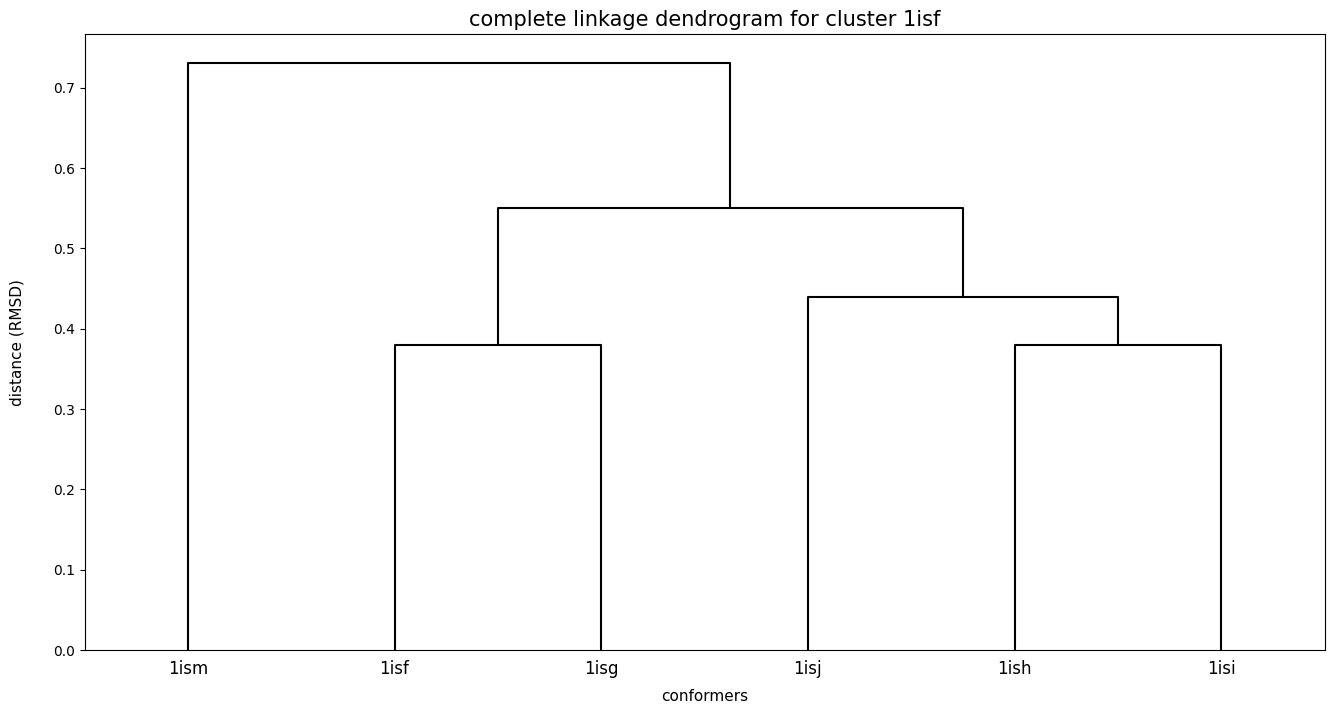 complete linkage dendrogram for cluster 1isf
distance (RMSD)
0.7
0.6
0.5
0.4
0.3
0.2
0.1
0.0
1ism 1isf 1isg 1isj 1ish 1isi
conformers